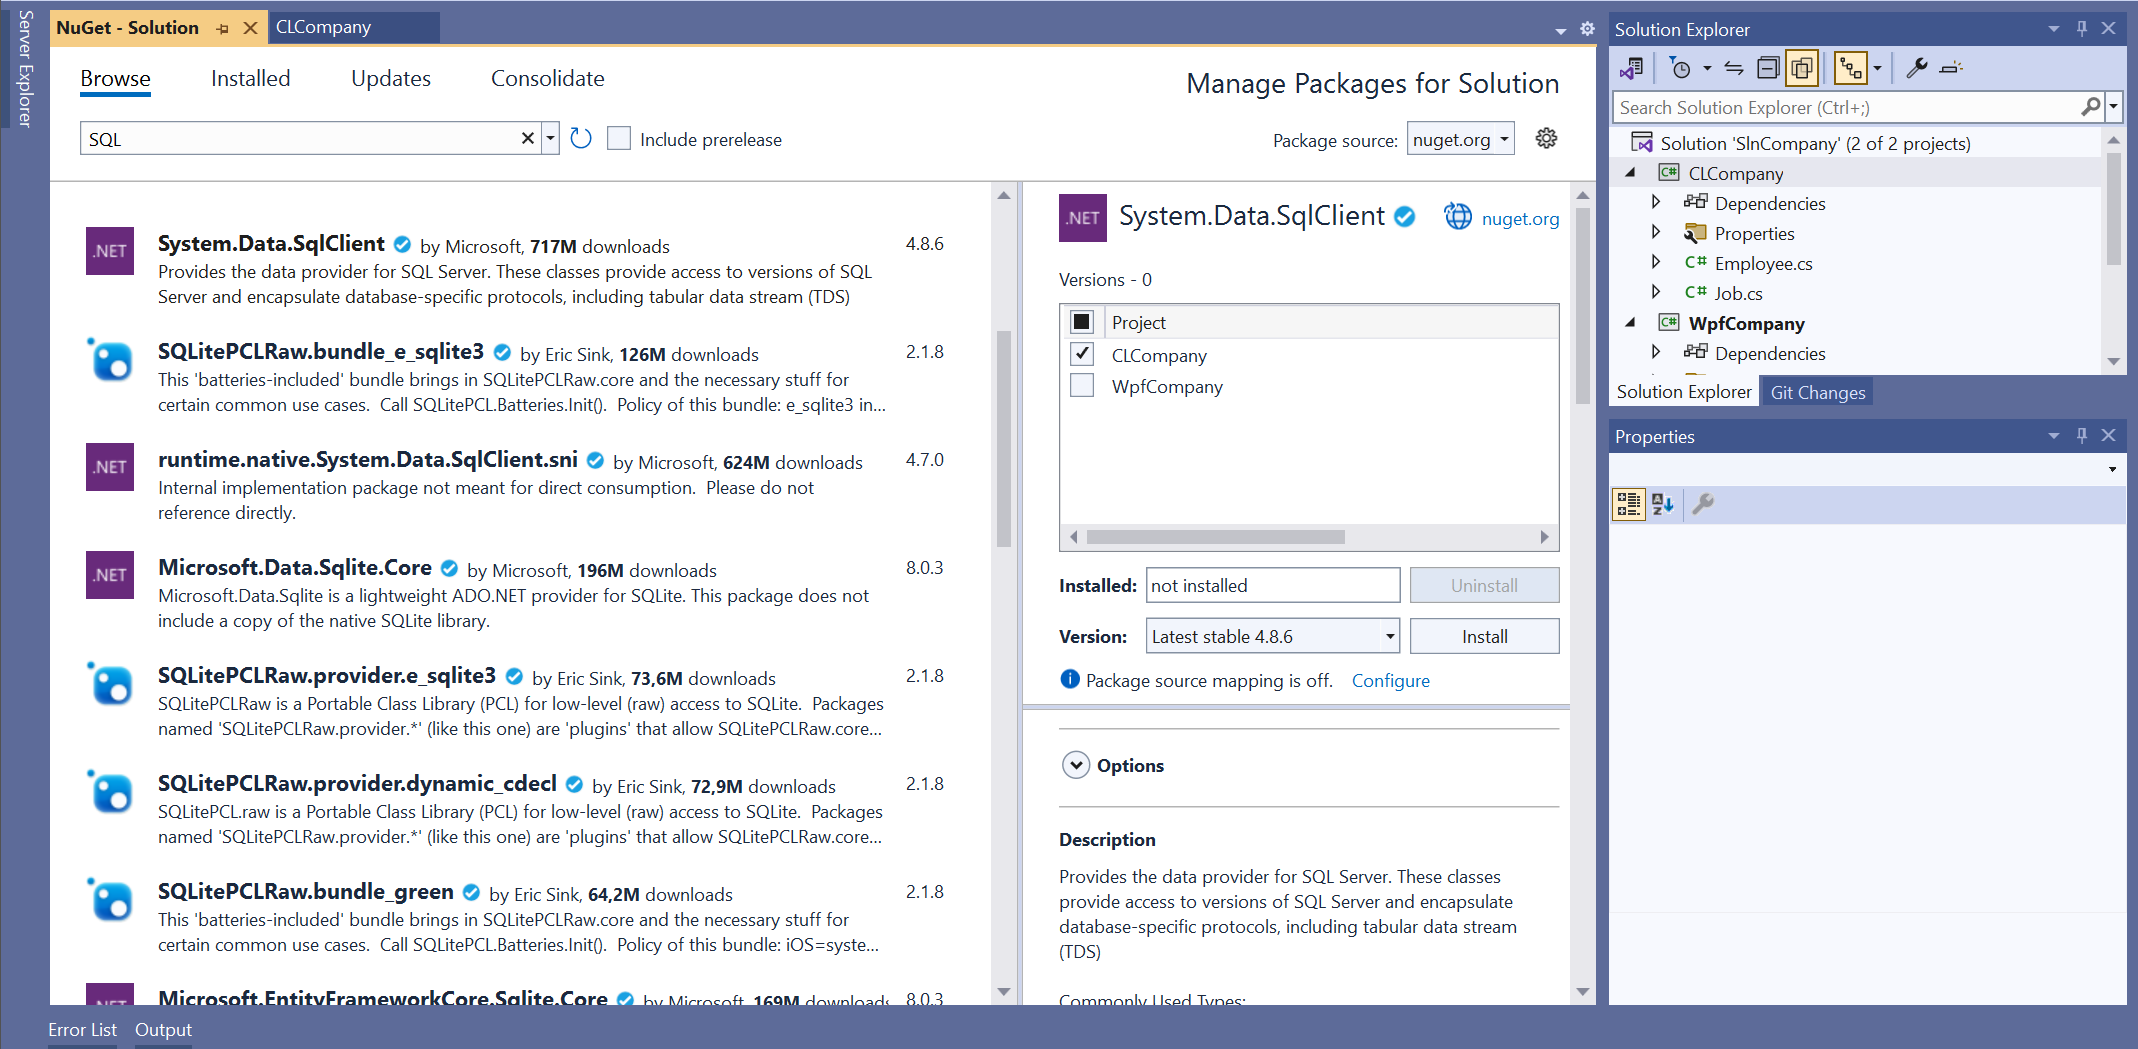 Server Explorer
NuGet - Solution
CLCompany
Browse
Installed
Updates
Consolidate
Manage Packages for Solution
SQL
Include prerelease
Package source:
nuget.org
.NET
System.Data.SqlClient by Microsoft, 717M downloads
4.8.6
Provides the data provider for SQL Server. These classes provide access to versions of SQL
Server and encapsulate database-specific protocols, including tabular data stream (TDS)
SQLitePCLRaw.bundle_e_sqlite3 by Eric Sink, 126M downloads
2.1.8
This 'batteries-included' bundle brings in SQLitePCLRaw.core and the necessary stuff for
certain common use cases.  Call SQLitePCL.Batteries.Init().  Policy of this bundle: e_sqlite3 in...
.NET
runtime.native.System.Data.SqlClient.sni by Microsoft, 624M downloads
4.7.0
Internal implementation package not meant for direct consumption.  Please do not
reference directly.
.NET
Microsoft.Data.Sqlite.Core by Microsoft, 196M downloads
8.0.3
Microsoft.Data.Sqlite is a lightweight ADO.NET provider for SQLite. This package does not
include a copy of the native SQLite library.
SQLitePCLRaw.provider.e_sqlite3 by Eric Sink, 73,6M downloads
2.1.8
SQLitePCLRaw is a Portable Class Library (PCL) for low-level (raw) access to SQLite.  Packages
named 'SQLitePCLRaw.provider.*' (like this one) are 'plugins' that allow SQLitePCLRaw.core...
SQLitePCLRaw.provider.dynamic_cdecl by Eric Sink, 72,9M downloads
2.1.8
SQLitePCL.raw is a Portable Class Library (PCL) for low-level (raw) access to SQLite.  Packages
named 'SQLitePCLRaw.provider.*' (like this one) are 'plugins' that allow SQLitePCLRaw.core...
SQLitePCLRaw.bundle_green by Eric Sink, 64,2M downloads
2.1.8
This 'batteries-included' bundle brings in SQLitePCLRaw.core and the necessary stuff for
certain common use cases.  Call SQLitePCL.Batteries.Init().  Policy of this bundle: iOS=syste...
.NET
Microsoft.EntityFrameworkCore.Sqlite.Core by Microsoft, 169M downloads
8.0.3
.NET
System.Data.SqlClient
nuget.org
Versions - 0
Project
CLCompany
WpfCompany
Installed:
not installed
Uninstall
Version:
Latest stable 4.8.6
Install
Package source mapping is off.
Configure
Options
Description
Provides the data provider for SQL Server. These classes
provide access to versions of SQL Server and encapsulate
database-specific protocols, including tabular data stream
(TDS)
Commonly Used Types:
Solution Explorer
Search Solution Explorer (Ctrl+;)
Solution 'SlnCompany' (2 of 2 projects)
C# CLCompany
Dependencies
Properties
C# Employee.cs
C# Job.cs
C# WpfCompany
Dependencies
Solution Explorer
Git Changes
Properties
Error List
Output